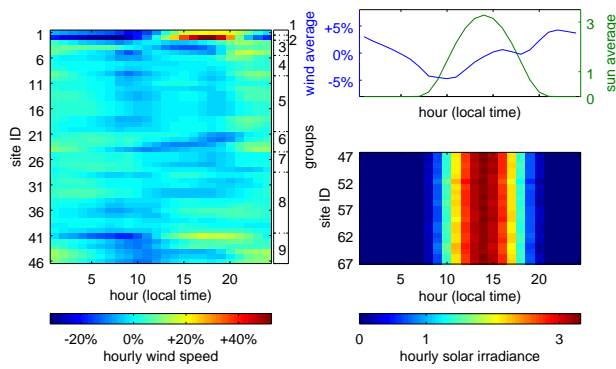 1
6
11
16
21
26
31
36
41
46
site ID
5 10 15 20
hour (local time)
1
2
3
4
5
6
7
8
9
groups
-20% 0% +20% +40%
hourly wind speed
+5%
0%
-5%
wind average
3
1
0
sun average
hour (local time)
47
52
57
62
67
site ID
5 10 15 20
hour (local time)
0 1 3
hourly solar irradiance